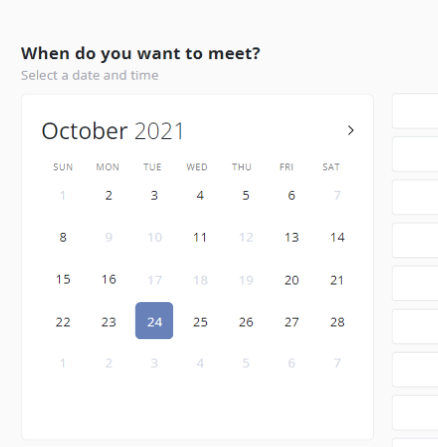 When do you want to meet?
Select a date and time
October 2021 >
SUN MON TUE WED THU FRI SAT
1 2 3 4 5 6 7
8 9 10 11 12 13 14
15 16 17 18 19 20 21
22 23 24 25 26 27 28
1 2 3 4 5 6 7